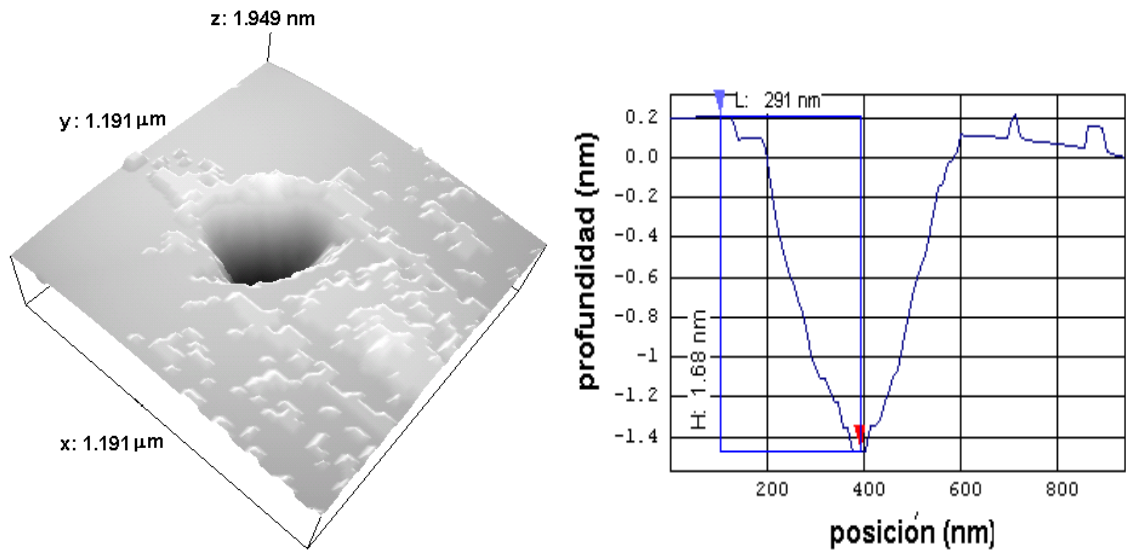 z: 1.949 nm
y: 1.191 μm
x: 1.191 μm
L: 291 nm
H: 1.68 nm
profundidad (nm)
0.2
0.0
-0.2
-0.4
-0.6
-0.8
-1
-1.2
-1.4
200 400 600 800
posición (nm)